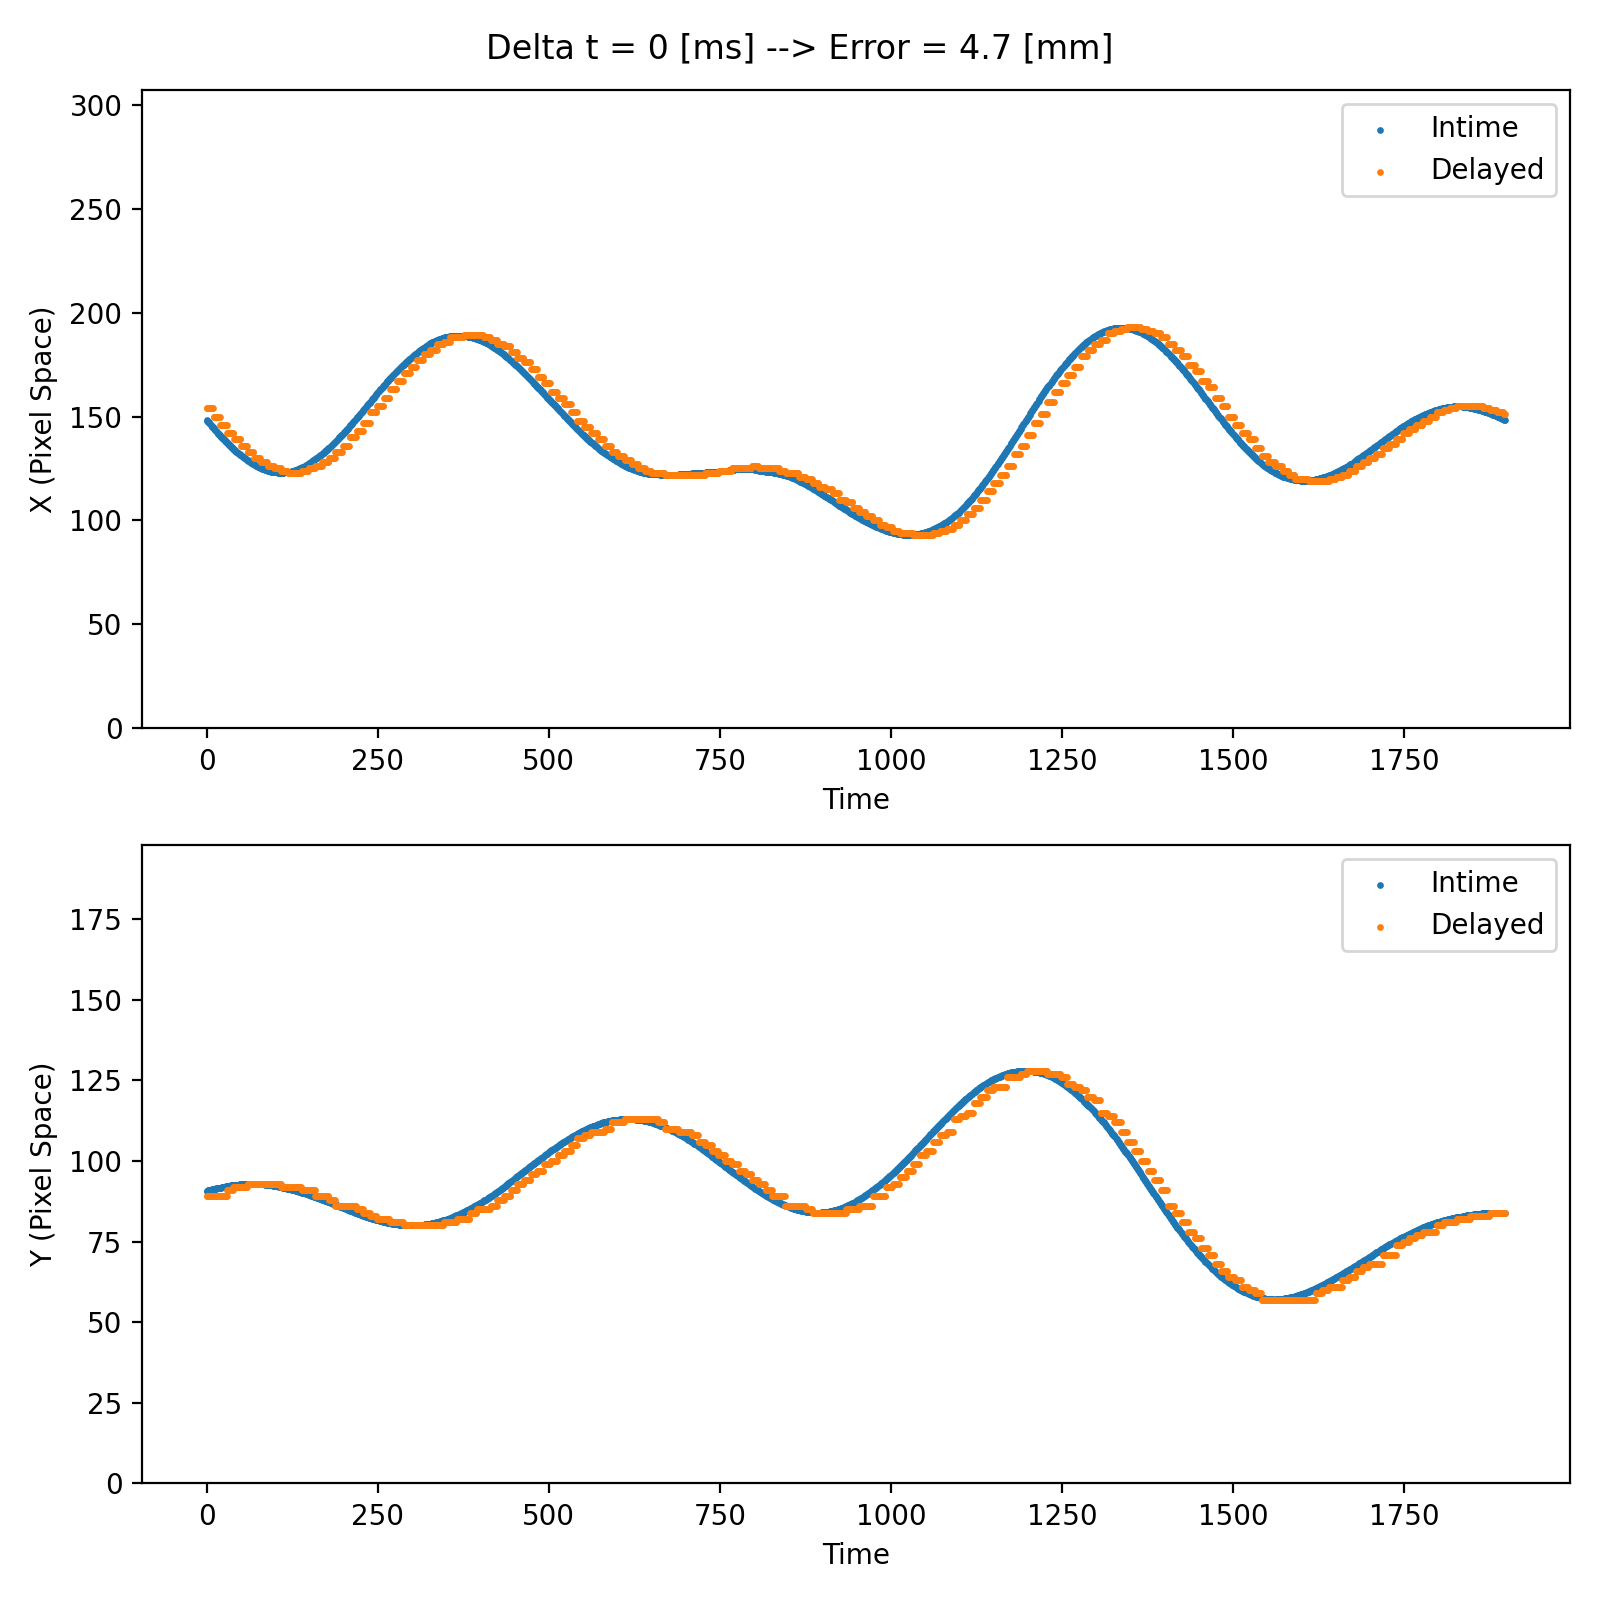 Delta t = 0 [ms] --> Error = 4.7 [mm]
300
250
200
150
100
50
0
X (Pixel Space)
Intime
Delayed
0 250 500 750 1000 1250 1500 1750
Time
175
150
125
100
75
50
25
0
Y (Pixel Space)
Intime
Delayed
0 250 500 750 1000 1250 1500 1750
Time